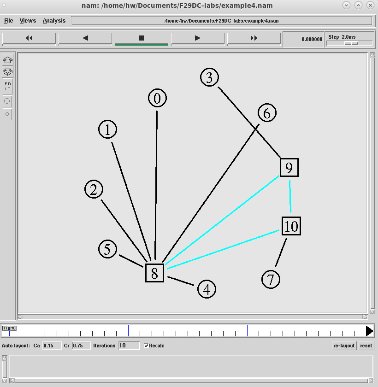 nam: /home/hw/Documents/F29DC-labs/example4.nam
File Views Analysis /home/hw/Documents/F29DC-labs/example4.nam
0.000000 Step: 2.0ms
3
0
6
1
9
2
10
5
8
4
7
Auto layout: Ca 0.15 Cr 0.75 Iterations 10 Recalc re-layout reset